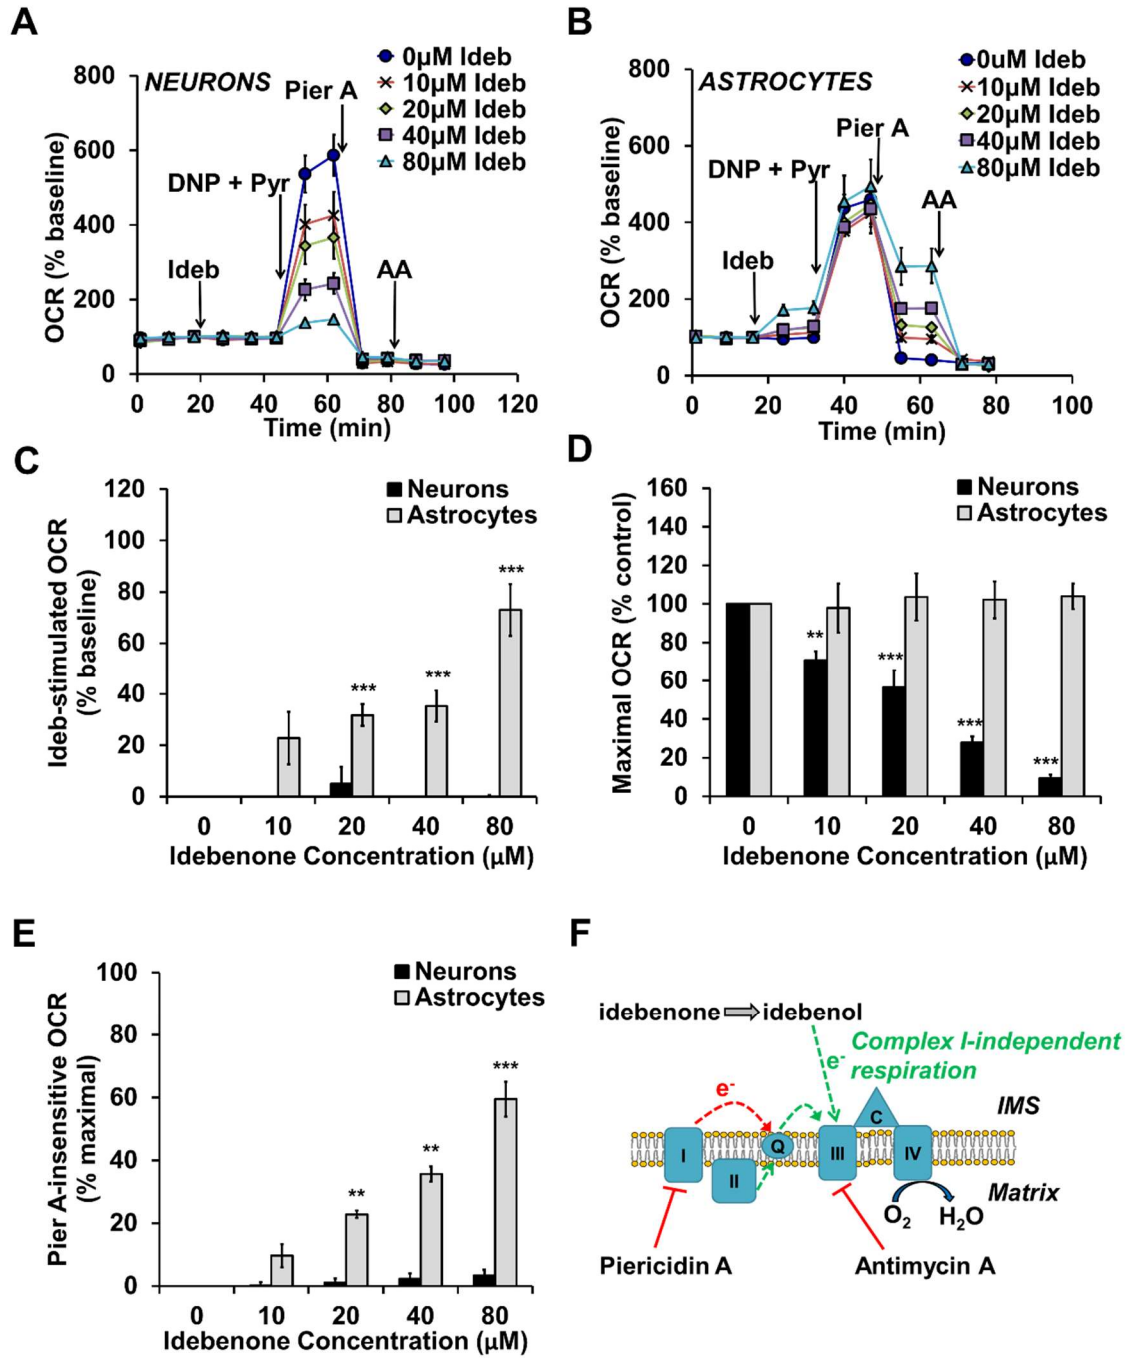 A
NEURONS
0µM Ideb
10µM Ideb
20µM Ideb
40µM Ideb
80µM Ideb
Pier A
DNP + Pyr
Ideb
AA
OCR (% baseline)
800
600
400
200
0
0 20 40 60 80 100 120
Time (min)
B
ASTROCYTES
0uM Ideb
10µM Ideb
20µM Ideb
40µM Ideb
80µM Ideb
Pier A
DNP + Pyr
Ideb
AA
OCR (% baseline)
800
600
400
200
0
0 20 40 60 80 100
Time (min)
C
Neurons
Astrocytes
Ideb-stimulated OCR
(% baseline)
120
100
80
60
40
20
0
***
***
***
0 10 20 40 80
Idebenone Concentration (µM)
D
Neurons
Astrocytes
Maximal OCR (% control)
160
140
120
100
80
60
40
20
0
**
***
***
***
0 10 20 40 80
Idebenone Concentration (µM)
E
Neurons
Astrocytes
Pier A-insensitive OCR
(% maximal)
100
80
60
40
20
0
**
**
***
0 10 20 40 80
Idebenone Concentration (µM)
F
idebenone idebenol
Complex I-independent
respiration
e-
e-
IMS
C
I
Q
III
IV
II
Matrix
O2
H2O
Piericidin A
Antimycin A